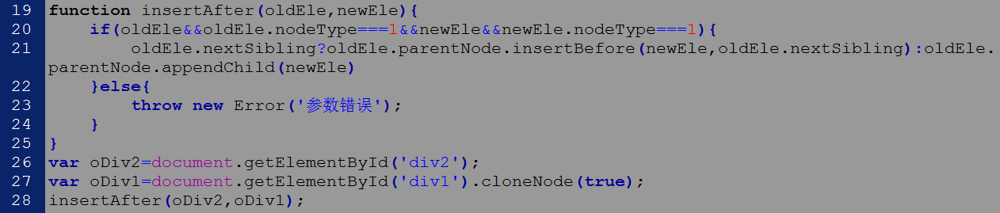 19 function insertAfter(oldEle,newEle){
20     if(oldEle&&oldEle.nodeType===1&&newEle&&newEle.nodeType===1){
21         oldEle.nextSibling?oldEle.parentNode.insertBefore(newEle,oldEle.nextSibling):oldEle.
parentNode.appendChild(newEle)
22     }else{
23         throw new Error('参数错误');
24     }
25 }
26 var oDiv2=document.getElementById('div2');
27 var oDiv1=document.getElementById('div1').cloneNode(true);
28 insertAfter(oDiv2,oDiv1);